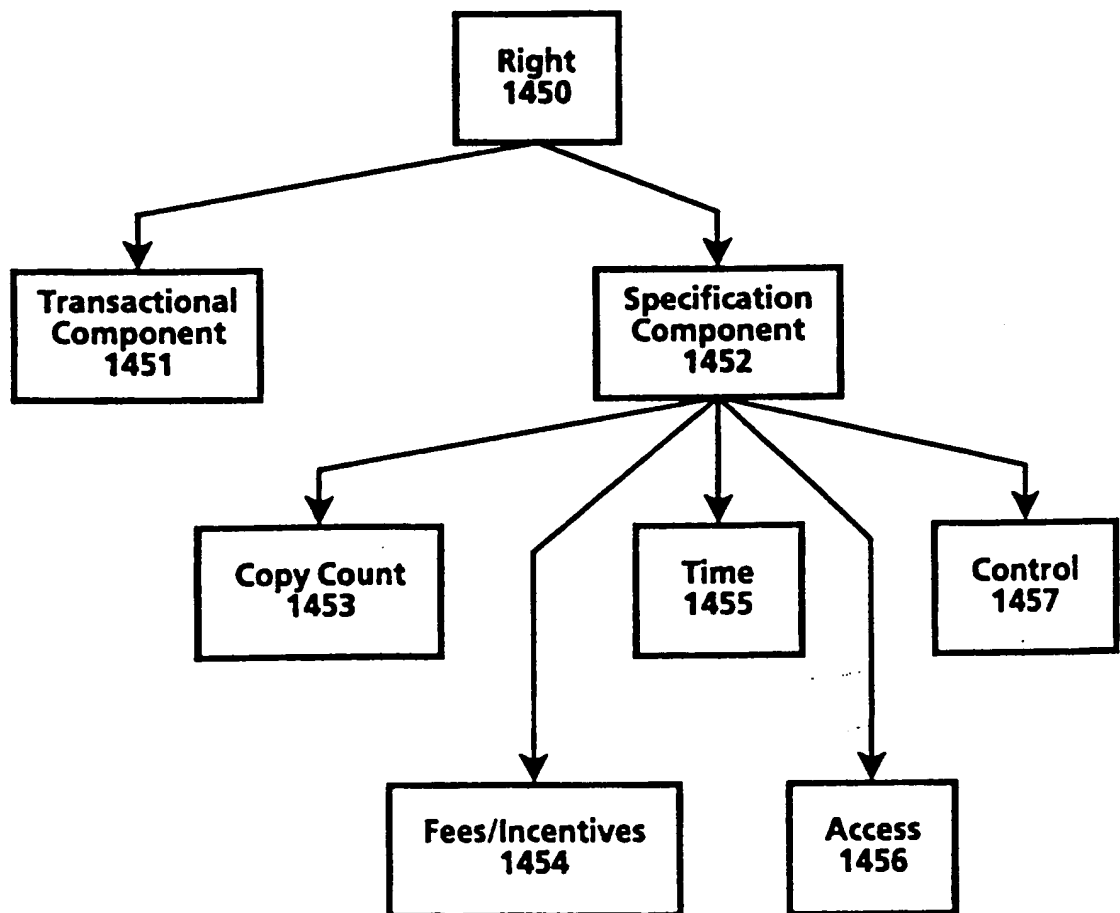 Right
1450
Transactional
Component
1451
Specification
Component
1452
Copy Count
1453
Time
1455
Control
1457
Fees/Incentives
1454
Access
1456